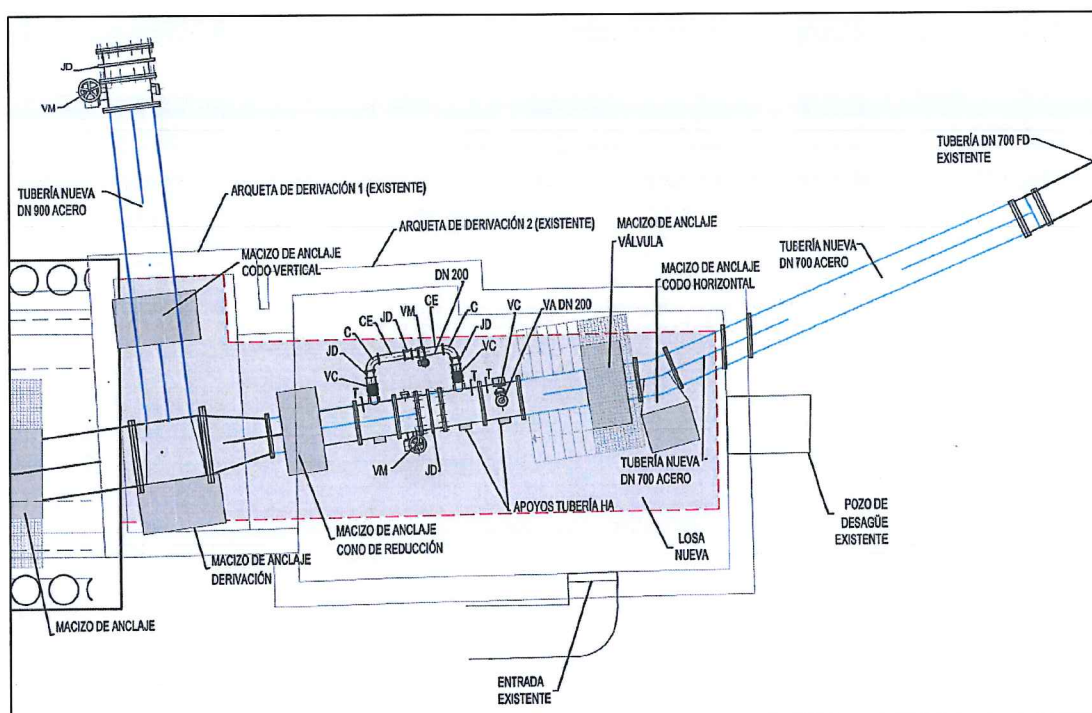 JD
VM
TUBERÍA NUEVA
DN 900 ACERO
ARQUETA DE DERIVACIÓN 1 (EXISTENTE)
MACIZO DE ANCLAJE
CODO VERTICAL
ARQUETA DE DERIVACIÓN 2 (EXISTENTE)
MACIZO DE ANCLAJE
VÁLVULA
TUBERÍA DN 700 FD
EXISTENTE
TUBERÍA NUEVA
DN 700 ACERO
MACIZO DE ANCLAJE
CODO HORIZONTAL
DN 200
CE
C
VC
VA DN 200
VM
JD
CE
C
JD
VC
JD
VC
T
T
T
VM
JD
TUBERÍA NUEVA
DN 700 ACERO
APOYOS TUBERÍA HA
MACIZO DE ANCLAJE
CONO DE REDUCCIÓN
LOSA
NUEVA
POZO DE
DESAGÜE
EXISTENTE
MACIZO DE ANCLAJE
DERIVACIÓN
MACIZO DE ANCLAJE
ENTRADA
EXISTENTE